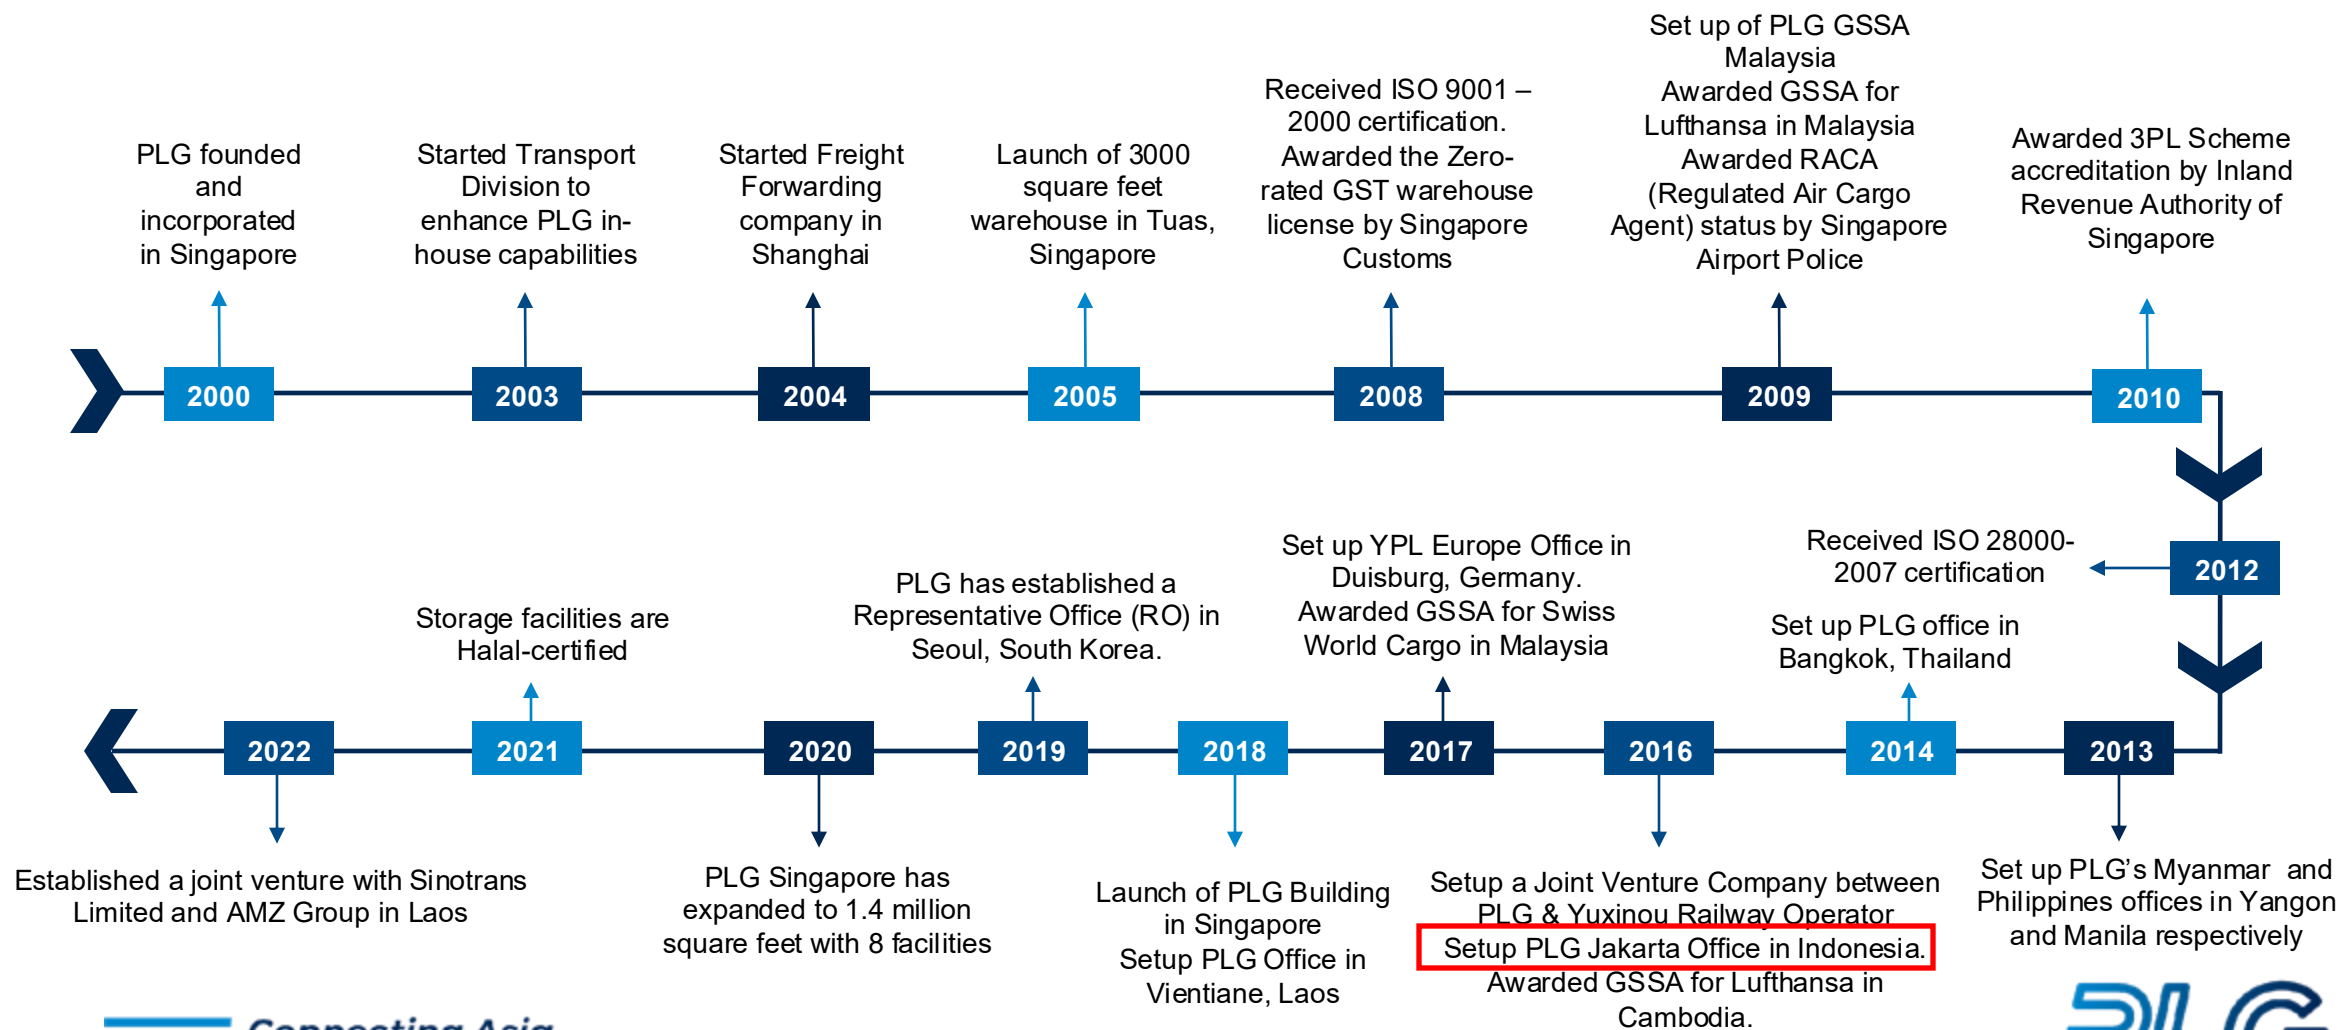 PLG founded
and
incorporated
in Singapore
2000
Started Transport
Division to
enhance PLG in-
house capabilities
2003
Started Freight
Forwarding
company in
Shanghai
2004
Launch of 3000
square feet
warehouse in Tuas,
Singapore
2005
Received ISO 9001 –
2000 certification.
Awarded the Zero-
rated GST warehouse
license by Singapore
Customs
2008
Set up of PLG GSSA
Malaysia
Awarded GSSA for
Lufthansa in Malaysia
Awarded RACA
(Regulated Air Cargo
Agent) status by Singapore
Airport Police
2009
Awarded 3PL Scheme
accreditation by Inland
Revenue Authority of
Singapore
2010
Received ISO 28000-
2007 certification
2012
2013
Set up PLG’s Myanmar and
Philippines offices in Yangon
and Manila respectively
Set up PLG office in
Bangkok, Thailand
2014
2016
Setup a Joint Venture Company between
PLG & Yuxinou Railway Operator
Setup PLG Jakarta Office in Indonesia.
Awarded GSSA for Lufthansa in
Cambodia.
Set up YPL Europe Office in
Duisburg, Germany.
Awarded GSSA for Swiss
World Cargo in Malaysia
2017
2018
Launch of PLG Building
in Singapore
Setup PLG Office in
Vientiane, Laos
PLG has established a
Representative Office (RO) in
Seoul, South Korea.
2019
2020
PLG Singapore has
expanded to 1.4 million
square feet with 8 facilities
Storage facilities are
Halal-certified
2021
2022
Established a joint venture with Sinotrans
Limited and AMZ Group in Laos
Connecting Asia
PLG